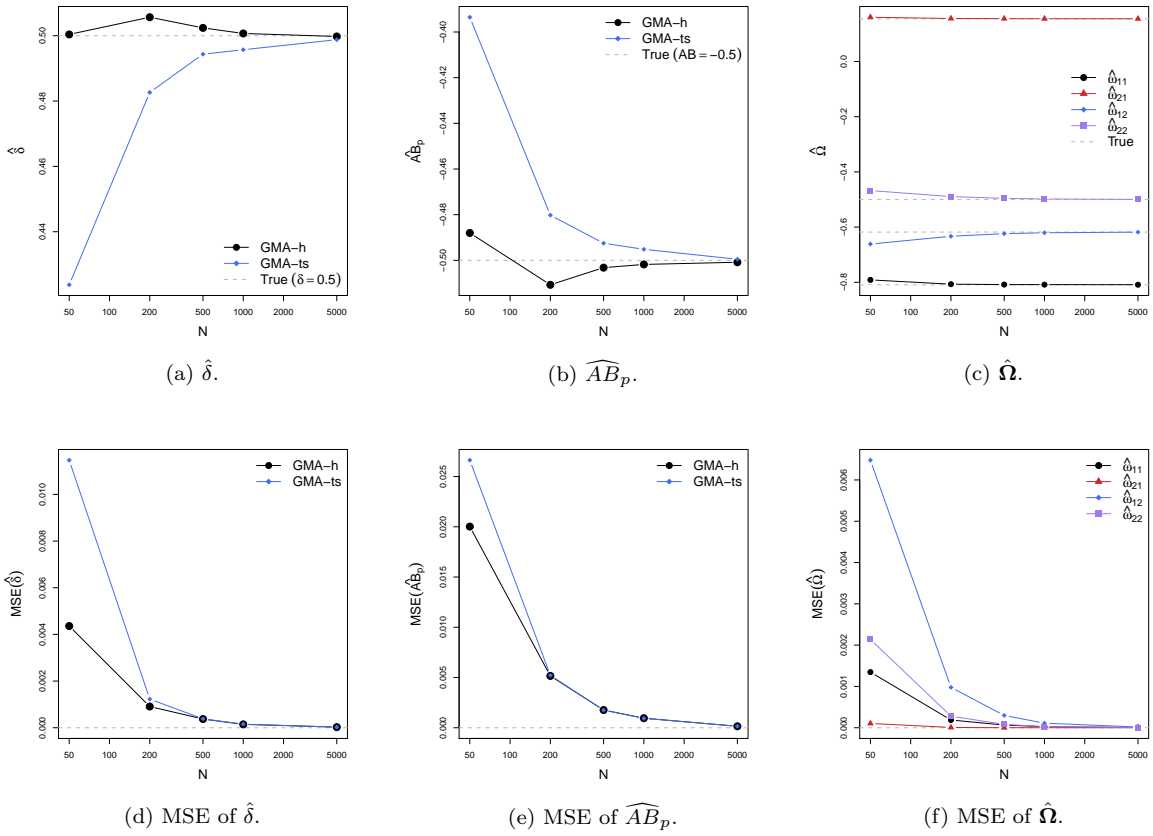 0.44 0.48 0.50
δ̂
50 100 200 500 1000 2000 5000
N
GMA−h
GMA−ts
True (δ = 0.5)
(a) δ̂.
−0.50 −0.48 −0.46 −0.44 −0.42 −0.40
ÂB_p
50 100 200 500 1000 2000 5000
N
GMA−h
GMA−ts
True (AB = −0.5)
(b) \widehat{AB}_p.
−0.8 −0.6 −0.4 0.0
Ω̂
50 100 200 500 1000 2000 5000
N
ω̂₁₁
ω̂₂₁
ω̂₁₂
ω̂₂₂
True
(c) Ω̂.
0.000 0.002 0.004 0.006 0.008 0.010
MSE(δ̂)
50 100 200 500 1000 2000 5000
N
GMA−h
GMA−ts
(d) MSE of δ̂.
0.000 0.005 0.010 0.015 0.020 0.025
MSE(ÂB_p)
50 100 200 500 1000 2000 5000
N
GMA−h
GMA−ts
(e) MSE of \widehat{AB}_p.
0.000 0.001 0.002 0.003 0.004 0.005 0.006
MSE(Ω̂)
50 100 200 500 1000 2000 5000
N
ω̂₁₁
ω̂₂₁
ω̂₁₂
ω̂₂₂
(f) MSE of Ω̂.